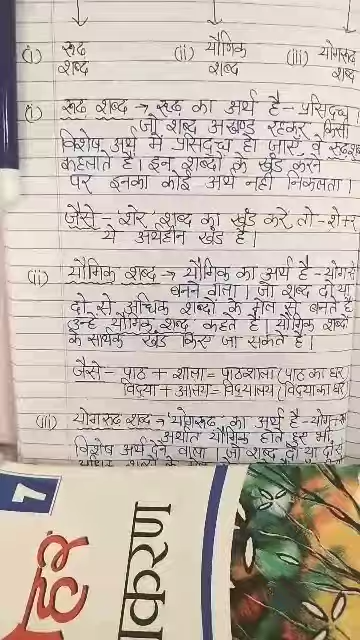 (i) रूढ़ (ii) यौगिक (iii) योगरूढ़
शब्द शब्द शब्द
(i) रूढ़ शब्द → रूढ़ का अर्थ है - प्रसिद्ध।
जो शब्द अखण्ड रहकर किसी
विशेष अर्थ में प्रसिद्ध हो जाएं वे रूढ़ शब्द
कहलाते है। इन शब्दों के खंड करने
पर इनका कोई अर्थ नहीं निकलता।
जैसे - 'शेर' शब्द का खंड करे तो - शे+र
ये अर्थहीन खंड है।
(ii) यौगिक शब्द → यौगिक का अर्थ है - योग से
बनने वाला। जो शब्द दो या
दो से अधिक शब्दों के मेल से बनते है
उन्हें यौगिक शब्द कहते है। यौगिक शब्दों
के सार्थक खंड किए जा सकते है।
जैसे - पाठ + शाला = पाठशाला (पाठ का घर)
विद्या + आलय = विद्यालय (विद्या का घर)
(iii) योगरूढ़ शब्द → 'योगरूढ़' का अर्थ है - योग
अर्थात यौगिक होते हुए भी
विशेष अर्थ देने वाला। जो शब्द दो या दो से
7
करण